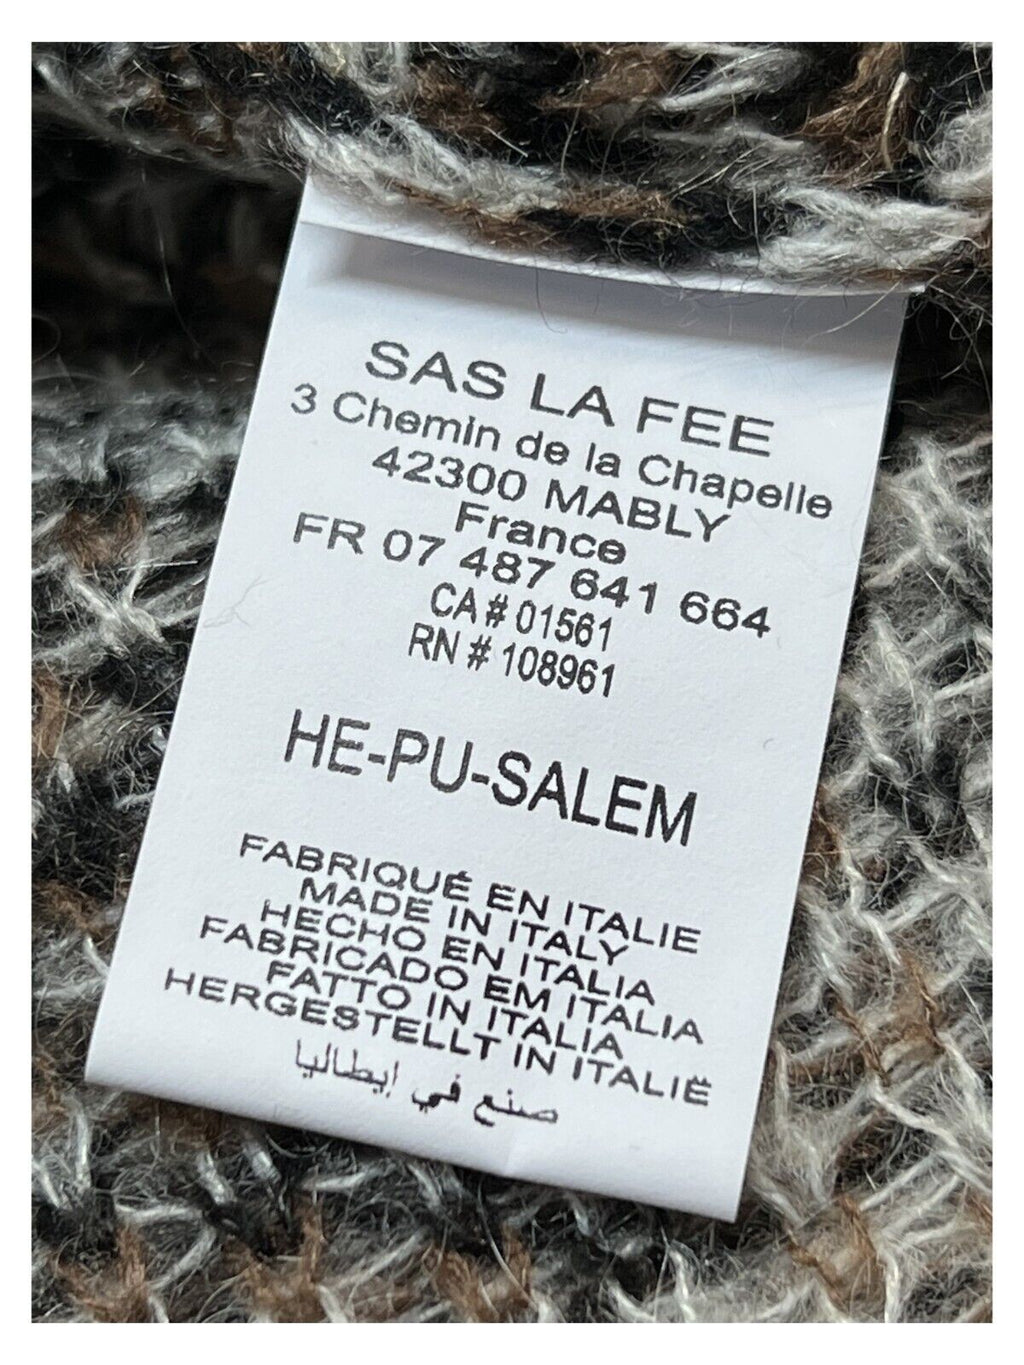 SAS LA FEE
3 Chemin de la Chapelle
42300 MABLY
France
FR 07 487 641 664
CA # 01561
RN # 108961
HE-PU-SALEM
FABRIQUÉ EN ITALIE
MADE IN ITALY
HECHO EN ITALIA
FABRICADO EM ITALIA
FATTO IN ITALIA
HERGESTELLT IN ITALIË
صنع في إيطاليا